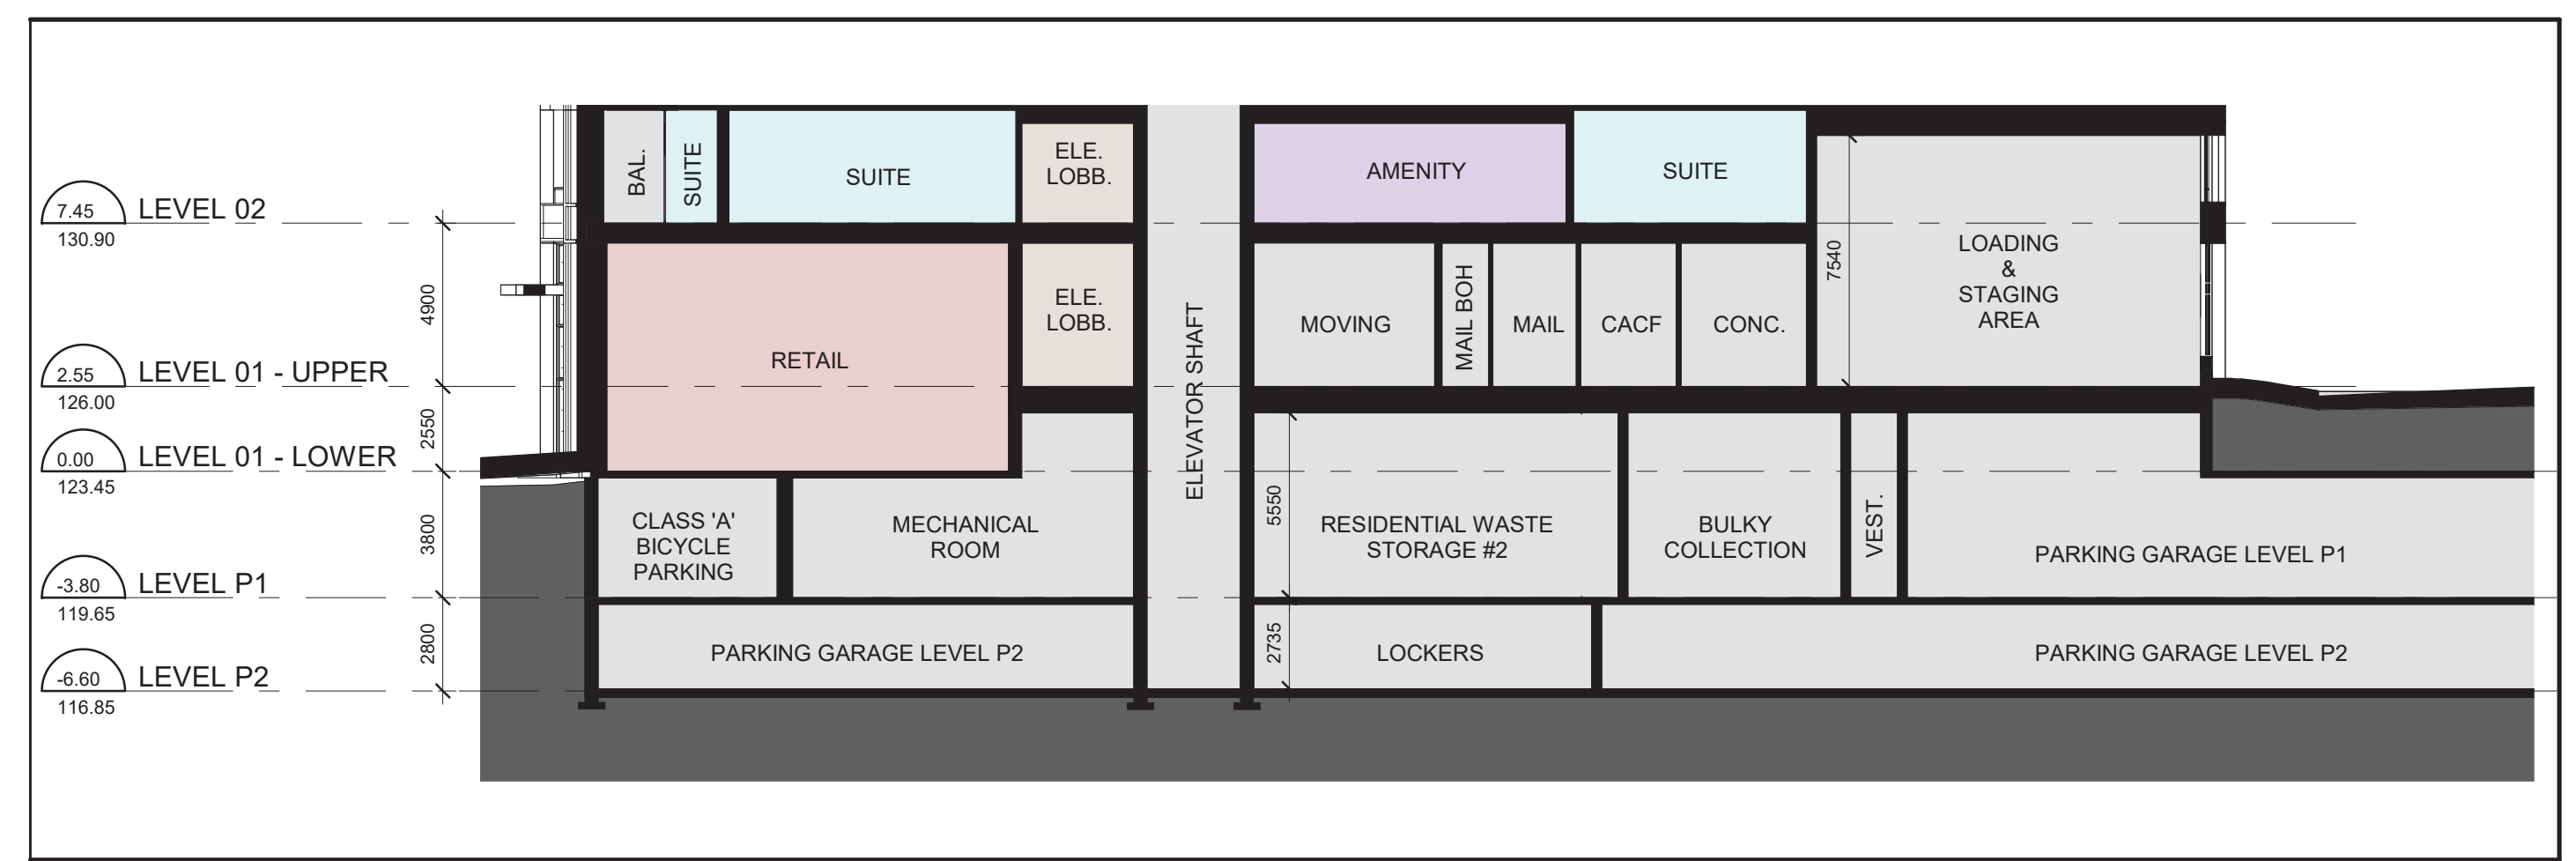 BAL.
SUITE
SUITE
ELE.
LOBB.
AMENITY
SUITE
7.45
LEVEL 02
130.90
4900
RETAIL
ELE.
LOBB.
ELEVATOR SHAFT
MOVING
MAIL BOH
MAIL
CACF
CONC.
7540
LOADING
&
STAGING
AREA
2.55
LEVEL 01 - UPPER
126.00
2550
0.00
LEVEL 01 - LOWER
123.45
3800
CLASS 'A'
BICYCLE
PARKING
MECHANICAL
ROOM
5550
RESIDENTIAL WASTE
STORAGE #2
BULKY
COLLECTION
VEST.
PARKING GARAGE LEVEL P1
-3.80
LEVEL P1
119.65
2800
PARKING GARAGE LEVEL P2
2735
LOCKERS
PARKING GARAGE LEVEL P2
-6.60
LEVEL P2
116.85